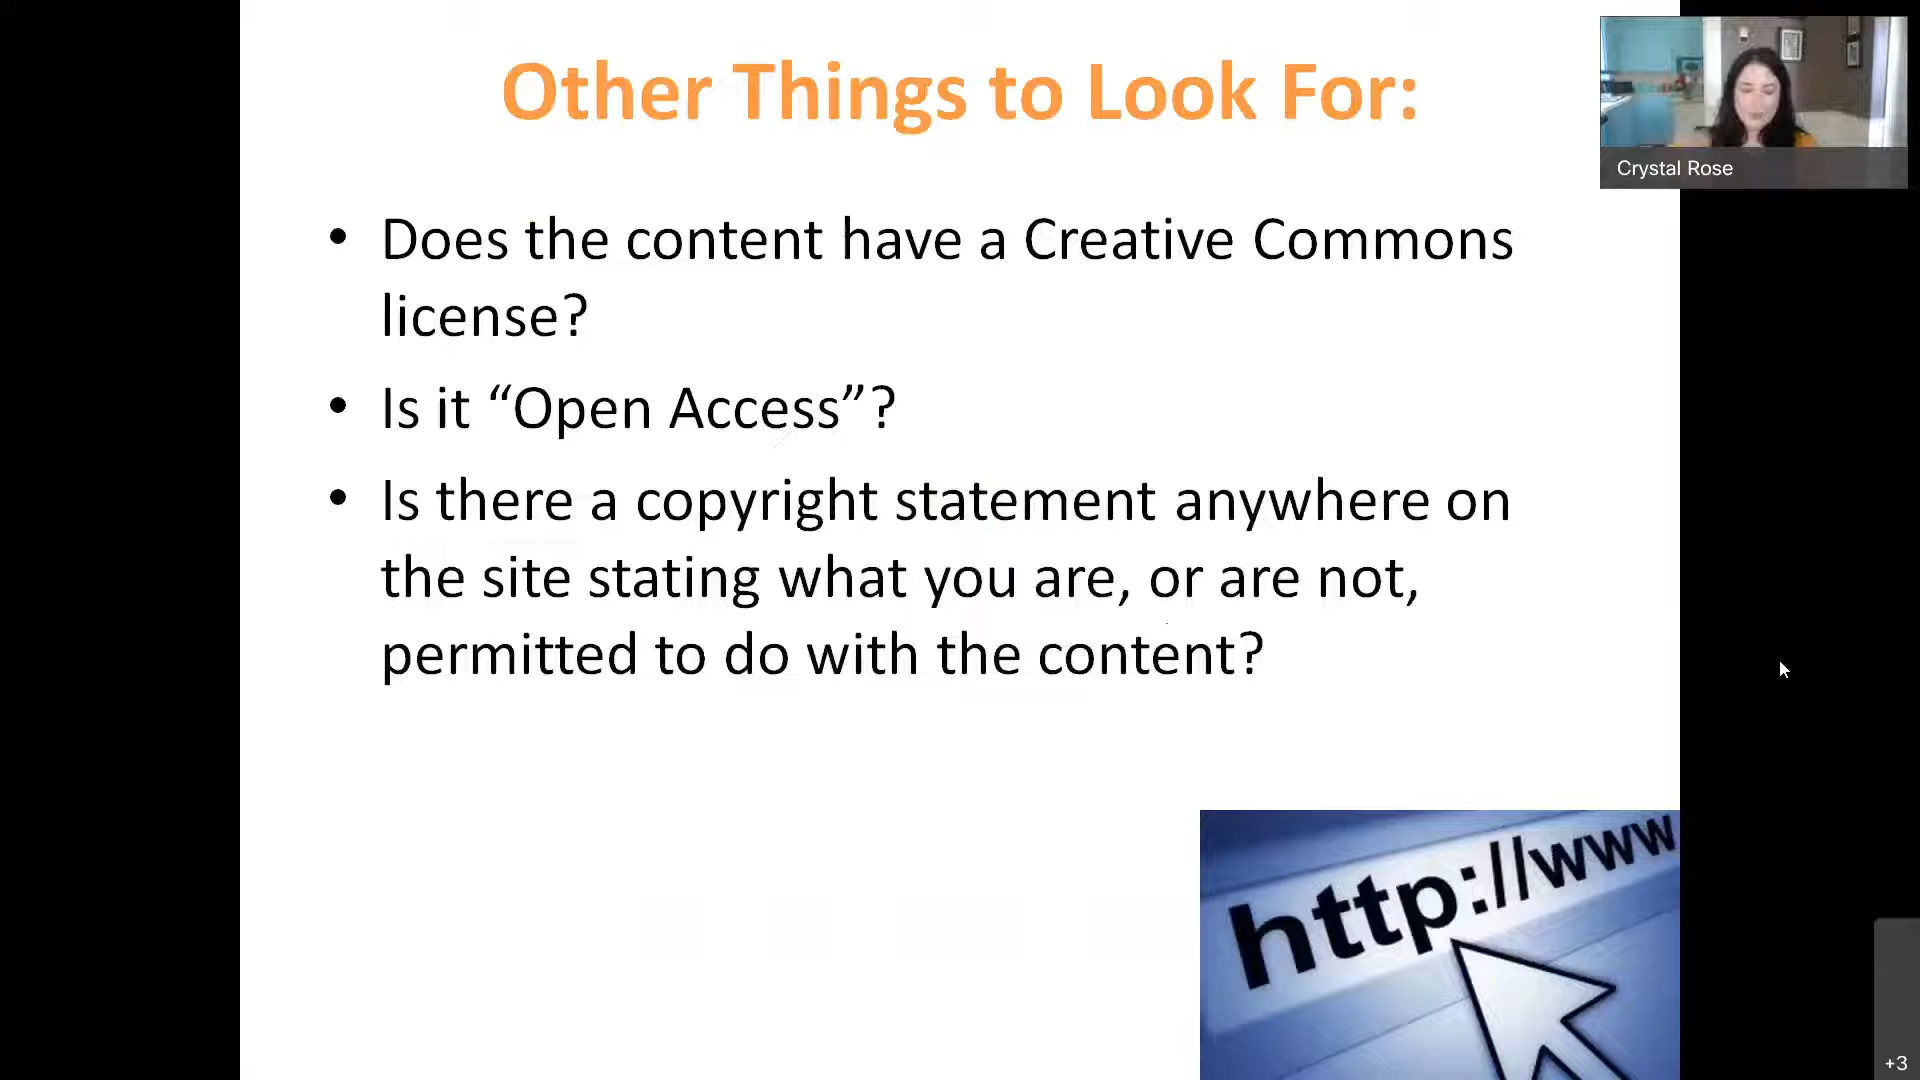 Other Things to Look For:
Crystal Rose
• Does the content have a Creative Commons
license?
• Is it “Open Access”?
• Is there a copyright statement anywhere on
the site stating what you are, or are not,
permitted to do with the content?
http://www
+3